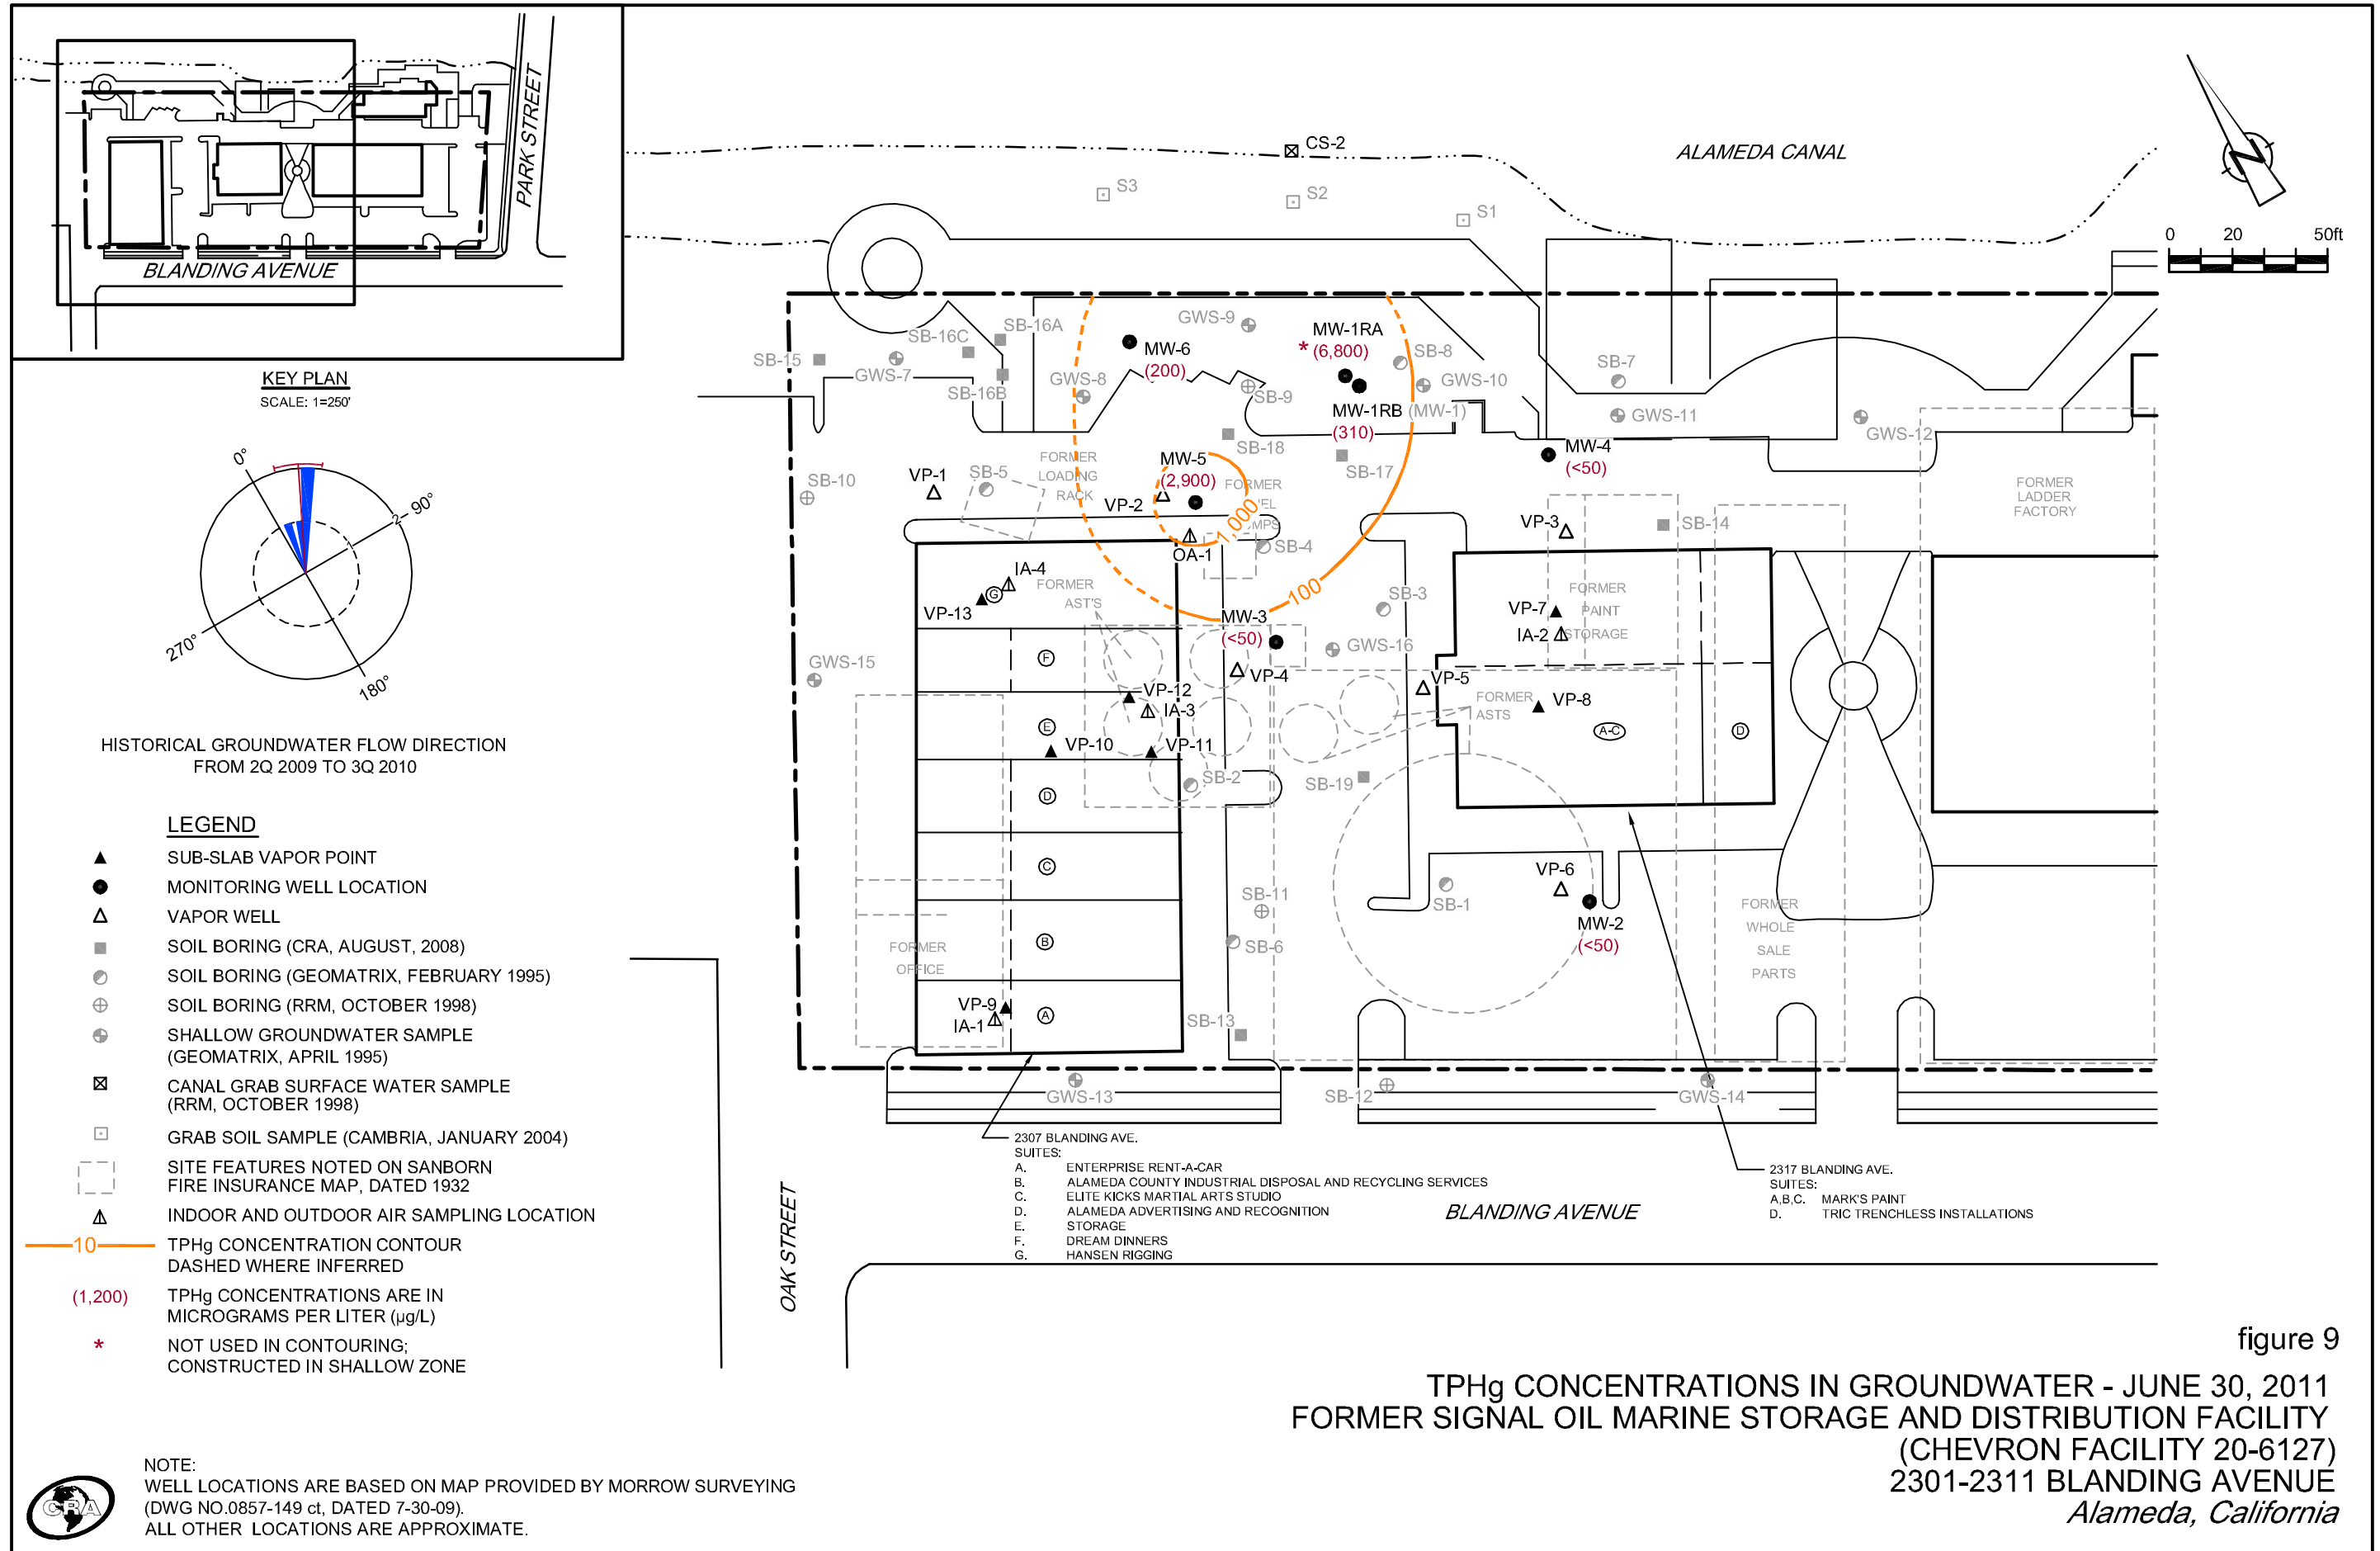 PARK STREET
BLANDING AVENUE
KEY PLAN
SCALE: 1=250'
0°
90°
2
270°
180°
HISTORICAL GROUNDWATER FLOW DIRECTION
FROM 2Q 2009 TO 3Q 2010
LEGEND
SUB-SLAB VAPOR POINT
MONITORING WELL LOCATION
VAPOR WELL
SOIL BORING (CRA, AUGUST, 2008)
SOIL BORING (GEOMATRIX, FEBRUARY 1995)
SOIL BORING (RRM, OCTOBER 1998)
SHALLOW GROUNDWATER SAMPLE
(GEOMATRIX, APRIL 1995)
CANAL GRAB SURFACE WATER SAMPLE
(RRM, OCTOBER 1998)
GRAB SOIL SAMPLE (CAMBRIA, JANUARY 2004)
SITE FEATURES NOTED ON SANBORN
FIRE INSURANCE MAP, DATED 1932
INDOOR AND OUTDOOR AIR SAMPLING LOCATION
10 TPHg CONCENTRATION CONTOUR
DASHED WHERE INFERRED
(1,200) TPHg CONCENTRATIONS ARE IN
MICROGRAMS PER LITER (µg/L)
* NOT USED IN CONTOURING;
CONSTRUCTED IN SHALLOW ZONE
CRA
NOTE:
WELL LOCATIONS ARE BASED ON MAP PROVIDED BY MORROW SURVEYING
(DWG NO.0857-149 ct, DATED 7-30-09).
ALL OTHER LOCATIONS ARE APPROXIMATE.
CS-2
ALAMEDA CANAL
N
0 20 50ft
S3
S2
S1
GWS-9
MW-1RA
* (6,800)
SB-16A
SB-16C
SB-15
GWS-7
SB-16B
MW-6
(200)
GWS-8
SB-9
SB-8
GWS-10
MW-1RB (MW-1)
(310)
SB-7
GWS-11
GWS-12
SB-18
SB-17
MW-4
(<50)
FORMER
LOADING
RACK
MW-5
(2,900)
FORMER
SB-10
VP-1
SB-5
VP-2
1,000
OA-1
SB-4
VP-3
SB-14
FORMER
LADDER
FACTORY
IA-4
G
VP-13
FORMER
AST'S
100
SB-3
MW-3
(<50)
GWS-16
VP-7
IA-2
FORMER
PAINT
STORAGE
GWS-15
F
VP-4
VP-5
VP-12
IA-3
FORMER
ASTS
VP-8
E
VP-10
VP-11
A-C
D
SB-2
SB-19
D
C
VP-6
SB-11
SB-1
MW-2
(<50)
FORMER
WHOLE
SALE
PARTS
B
SB-6
FORMER
OFFICE
VP-9
IA-1
A
SB-13
GWS-13
SB-12
GWS-14
2307 BLANDING AVE.
SUITES:
A. ENTERPRISE RENT-A-CAR
B. ALAMEDA COUNTY INDUSTRIAL DISPOSAL AND RECYCLING SERVICES
C. ELITE KICKS MARTIAL ARTS STUDIO
D. ALAMEDA ADVERTISING AND RECOGNITION
E. STORAGE
F. DREAM DINNERS
G. HANSEN RIGGING
2317 BLANDING AVE.
SUITES:
A,B,C. MARK'S PAINT
D. TRIC TRENCHLESS INSTALLATIONS
BLANDING AVENUE
OAK STREET
figure 9
TPHg CONCENTRATIONS IN GROUNDWATER - JUNE 30, 2011
FORMER SIGNAL OIL MARINE STORAGE AND DISTRIBUTION FACILITY
(CHEVRON FACILITY 20-6127)
2301-2311 BLANDING AVENUE
Alameda, California